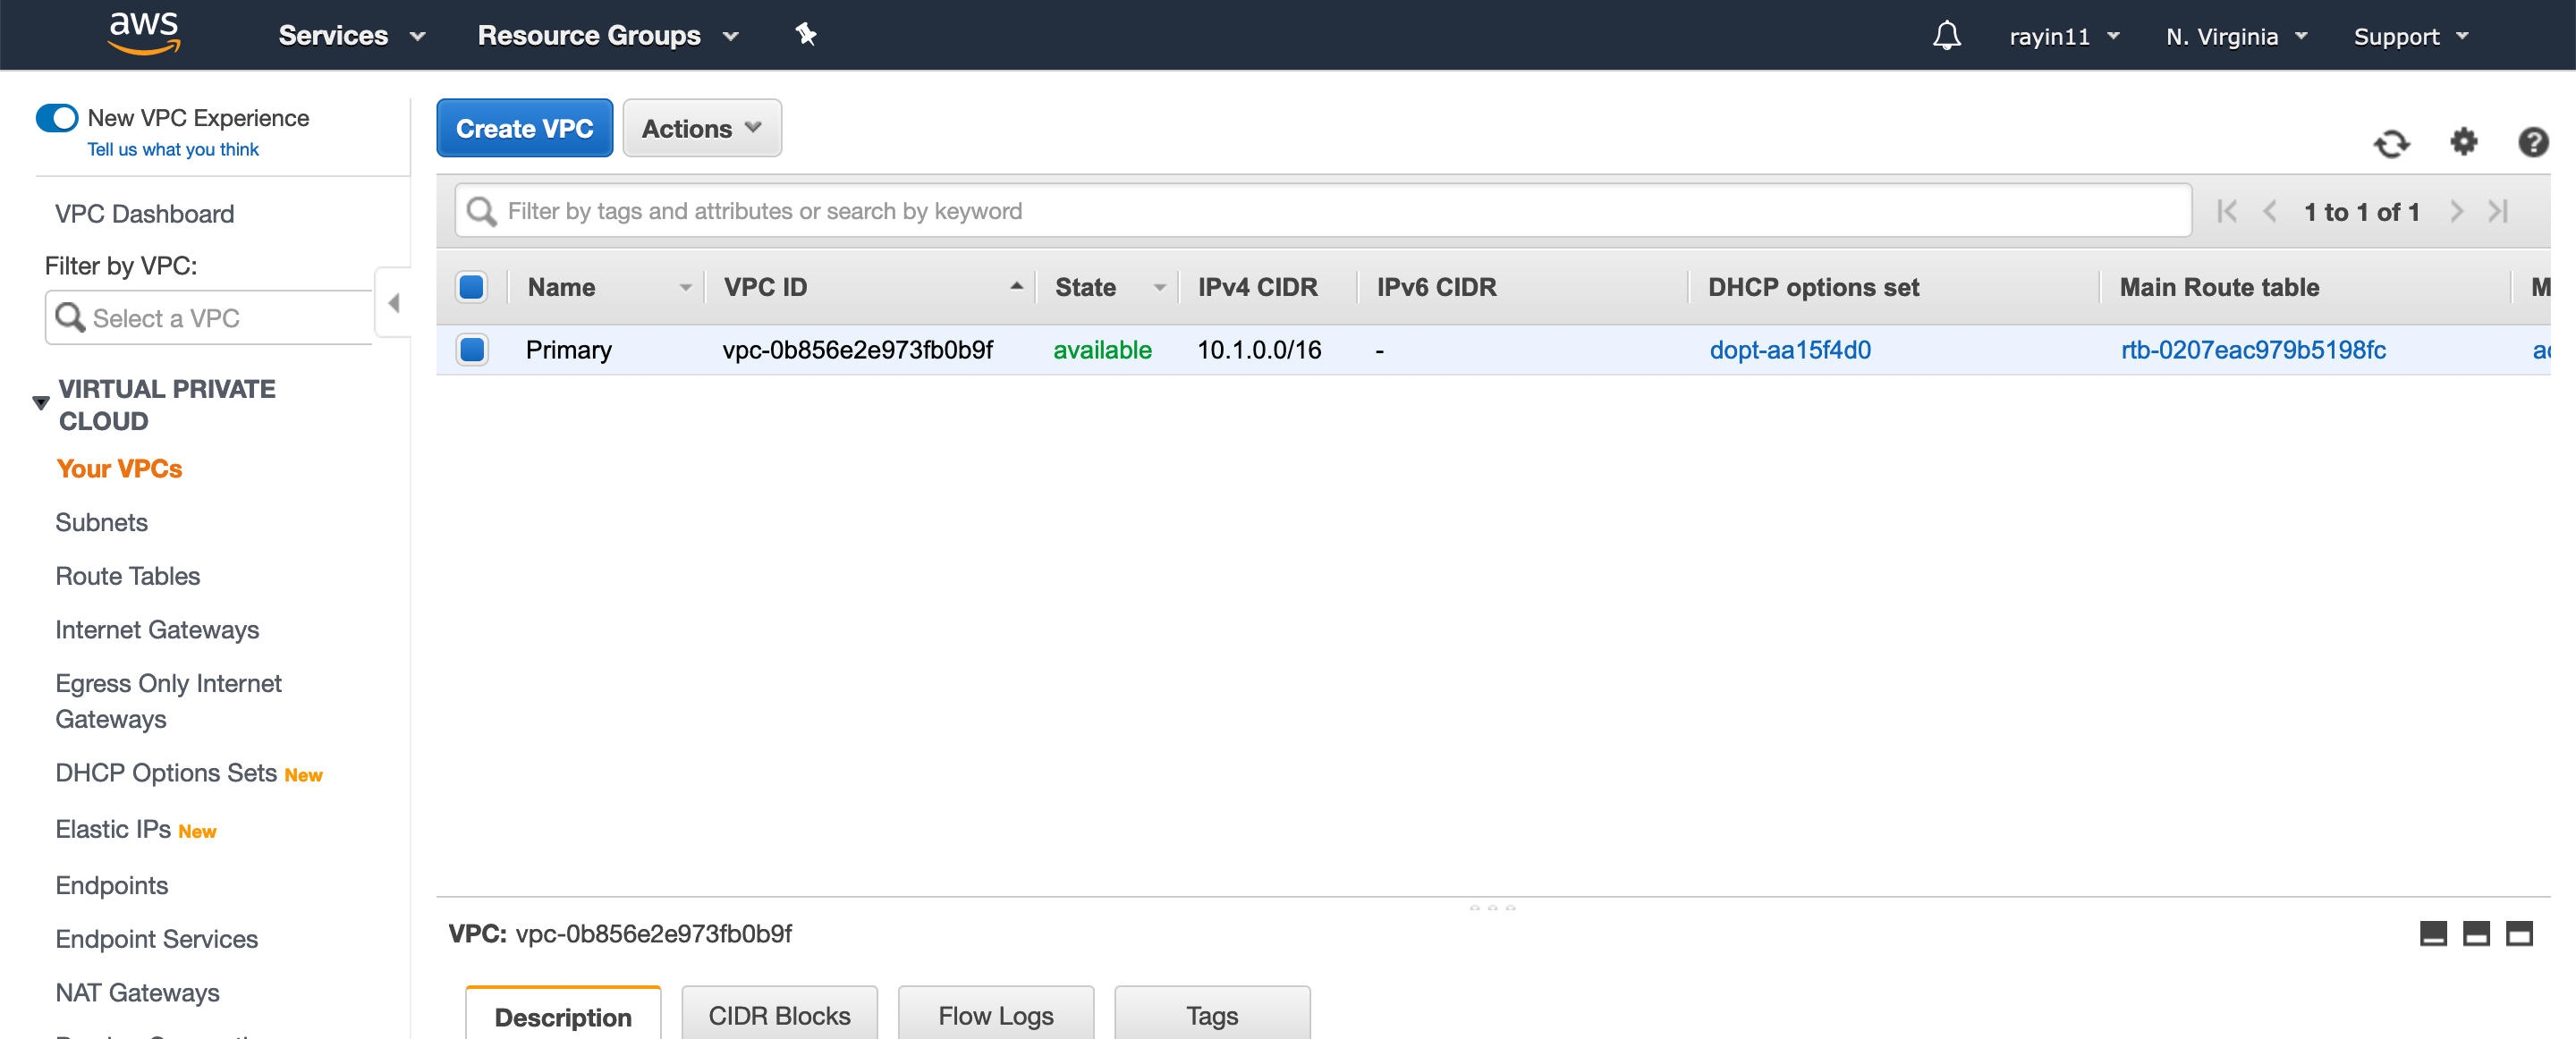 aws Services Resource Groups rayin11 N. Virginia Support
New VPC Experience
Tell us what you think
VPC Dashboard
Filter by VPC:
Select a VPC
VIRTUAL PRIVATE
CLOUD
Your VPCs
Subnets
Route Tables
Internet Gateways
Egress Only Internet
Gateways
DHCP Options Sets New
Elastic IPs New
Endpoints
Endpoint Services
NAT Gateways
Create VPC Actions
Filter by tags and attributes or search by keyword 1 to 1 of 1
Name VPC ID State IPv4 CIDR IPv6 CIDR DHCP options set Main Route table
Primary vpc-0b856e2e973fb0b9f available 10.1.0.0/16 - dopt-aa15f4d0 rtb-0207eac979b5198fc
VPC: vpc-0b856e2e973fb0b9f
Description CIDR Blocks Flow Logs Tags